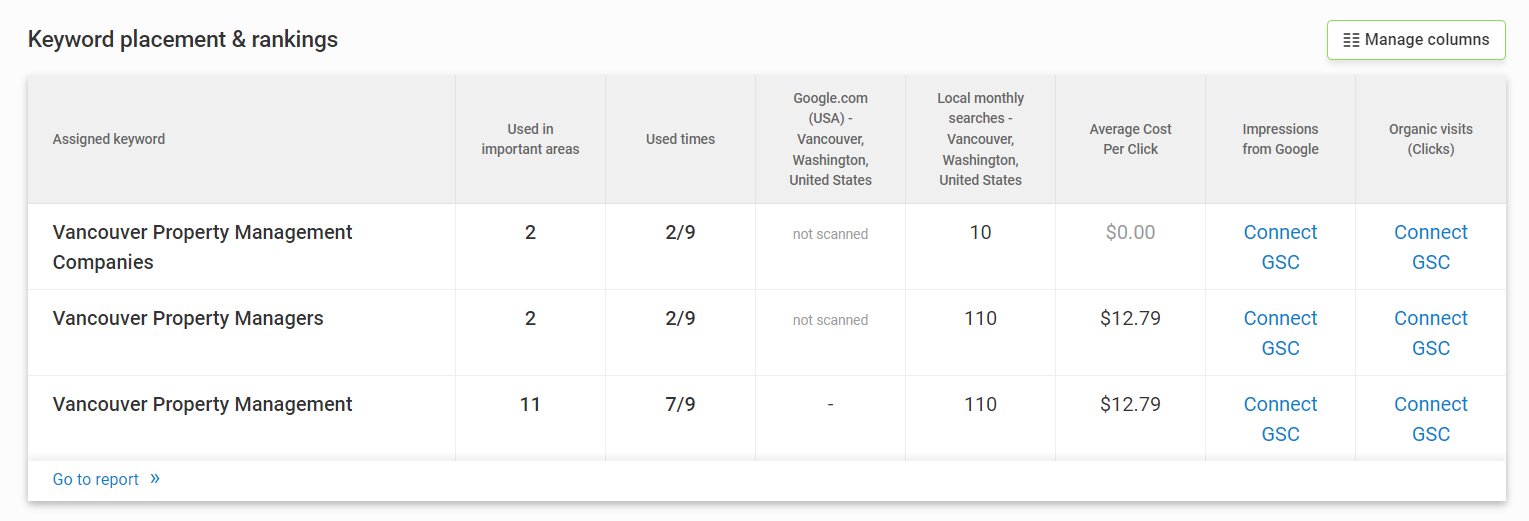 Keyword placement & rankings
Manage columns
Assigned keyword
Used in
important areas
Used times
Google.com
(USA) -
Vancouver,
Washington,
United States
Local monthly
searches -
Vancouver,
Washington,
United States
Average Cost
Per Click
Impressions
from Google
Organic visits
(Clicks)
Vancouver Property Management
Companies
2
2/9
not scanned
10
$0.00
Connect
GSC
Connect
GSC
Vancouver Property Managers
2
2/9
not scanned
110
$12.79
Connect
GSC
Connect
GSC
Vancouver Property Management
11
7/9
-
110
$12.79
Connect
GSC
Connect
GSC
Go to report »